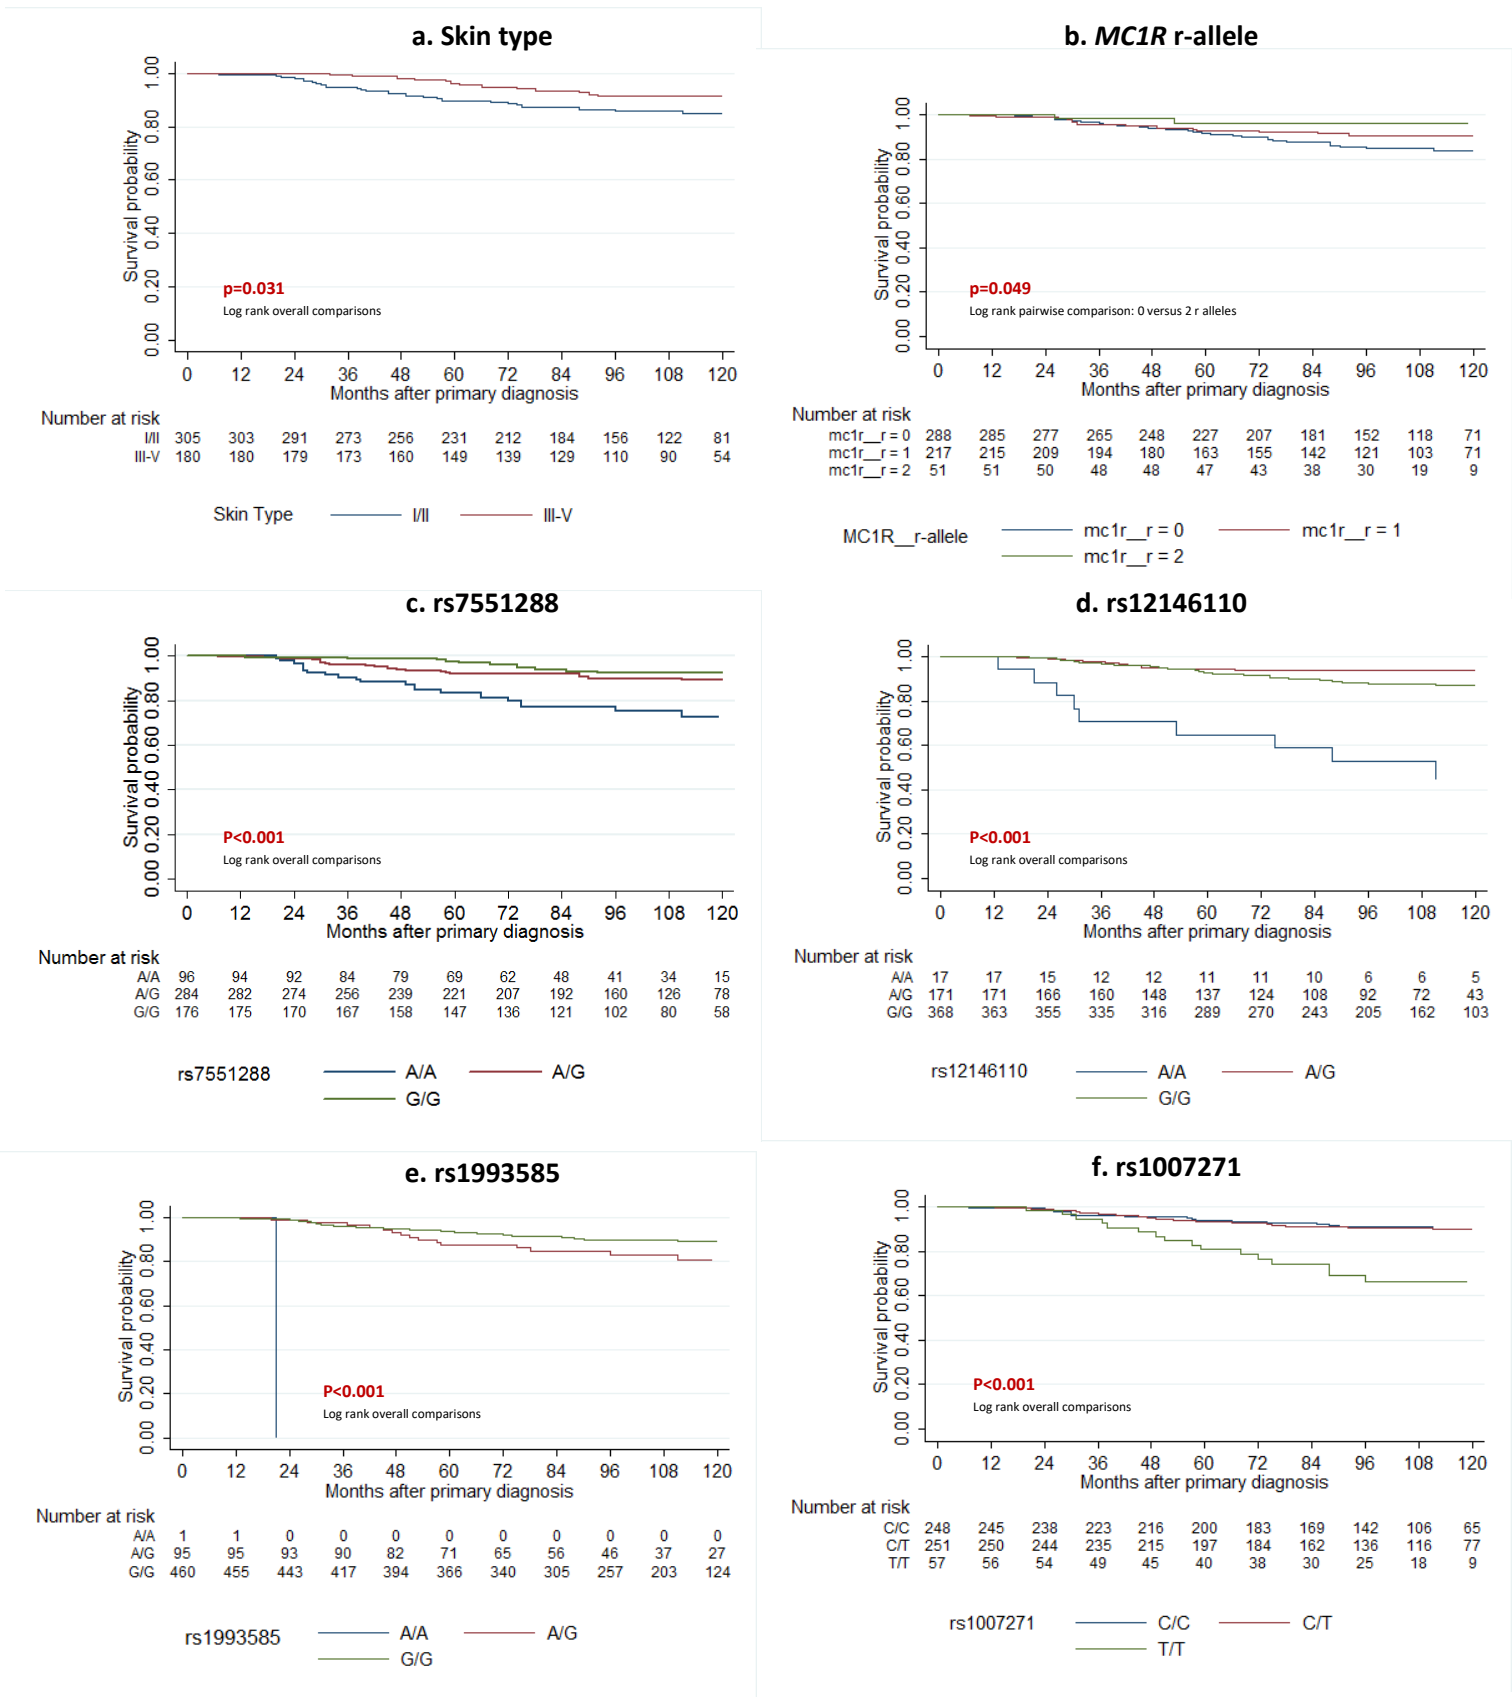 a. Skin type
Survival probability
1.00
0.80
0.60
0.40
0.20
0.00
p=0.031
Log rank overall comparisons
0 12 24 36 48 60 72 84 96 108 120
Months after primary diagnosis
Number at risk
I/II 305 303 291 273 256 231 212 184 156 122 81
III-V 180 180 179 173 160 149 139 129 110 90 54
Skin Type I/II III-V
b. MC1R r-allele
Survival probability
1.00
0.80
0.60
0.40
0.20
0.00
p=0.049
Log rank pairwise comparison: 0 versus 2 r alleles
0 12 24 36 48 60 72 84 96 108 120
Months after primary diagnosis
Number at risk
mc1r__r = 0 288 285 277 265 248 227 207 181 152 118 71
mc1r__r = 1 217 215 209 194 180 163 155 142 121 103 71
mc1r__r = 2 51 51 50 48 48 47 43 38 30 19 9
MC1R__r-allele mc1r__r = 0 mc1r__r = 1
mc1r__r = 2
c. rs7551288
Survival probability
1.00
0.80
0.60
0.40
0.20
0.00
P<0.001
Log rank overall comparisons
0 12 24 36 48 60 72 84 96 108 120
Months after primary diagnosis
Number at risk
A/A 96 94 92 84 79 69 62 48 41 34 15
A/G 284 282 274 256 239 221 207 192 160 126 78
G/G 176 175 170 167 158 147 136 121 102 80 58
rs7551288 A/A A/G
G/G
d. rs12146110
Survival probability
1.00
0.80
0.60
0.40
0.20
0.00
P<0.001
Log rank overall comparisons
0 12 24 36 48 60 72 84 96 108 120
Months after primary diagnosis
Number at risk
A/A 17 17 15 12 12 11 11 10 6 6 5
A/G 171 171 166 160 148 137 124 108 92 72 43
G/G 368 363 355 335 316 289 270 243 205 162 103
rs12146110 A/A A/G
G/G
e. rs1993585
Survival probability
1.00
0.80
0.60
0.40
0.20
0.00
P<0.001
Log rank overall comparisons
0 12 24 36 48 60 72 84 96 108 120
Months after primary diagnosis
Number at risk
A/A 1 1 0 0 0 0 0 0 0 0 0
A/G 95 95 93 90 82 71 65 56 46 37 27
G/G 460 455 443 417 394 366 340 305 257 203 124
rs1993585 A/A A/G
G/G
f. rs1007271
Survival probability
1.00
0.80
0.60
0.40
0.20
0.00
P<0.001
Log rank overall comparisons
0 12 24 36 48 60 72 84 96 108 120
Months after primary diagnosis
Number at risk
C/C 248 245 238 223 216 200 183 169 142 106 65
C/T 251 250 244 235 215 197 184 162 136 116 77
T/T 57 56 54 49 45 40 38 30 25 18 9
rs1007271 C/C C/T
T/T